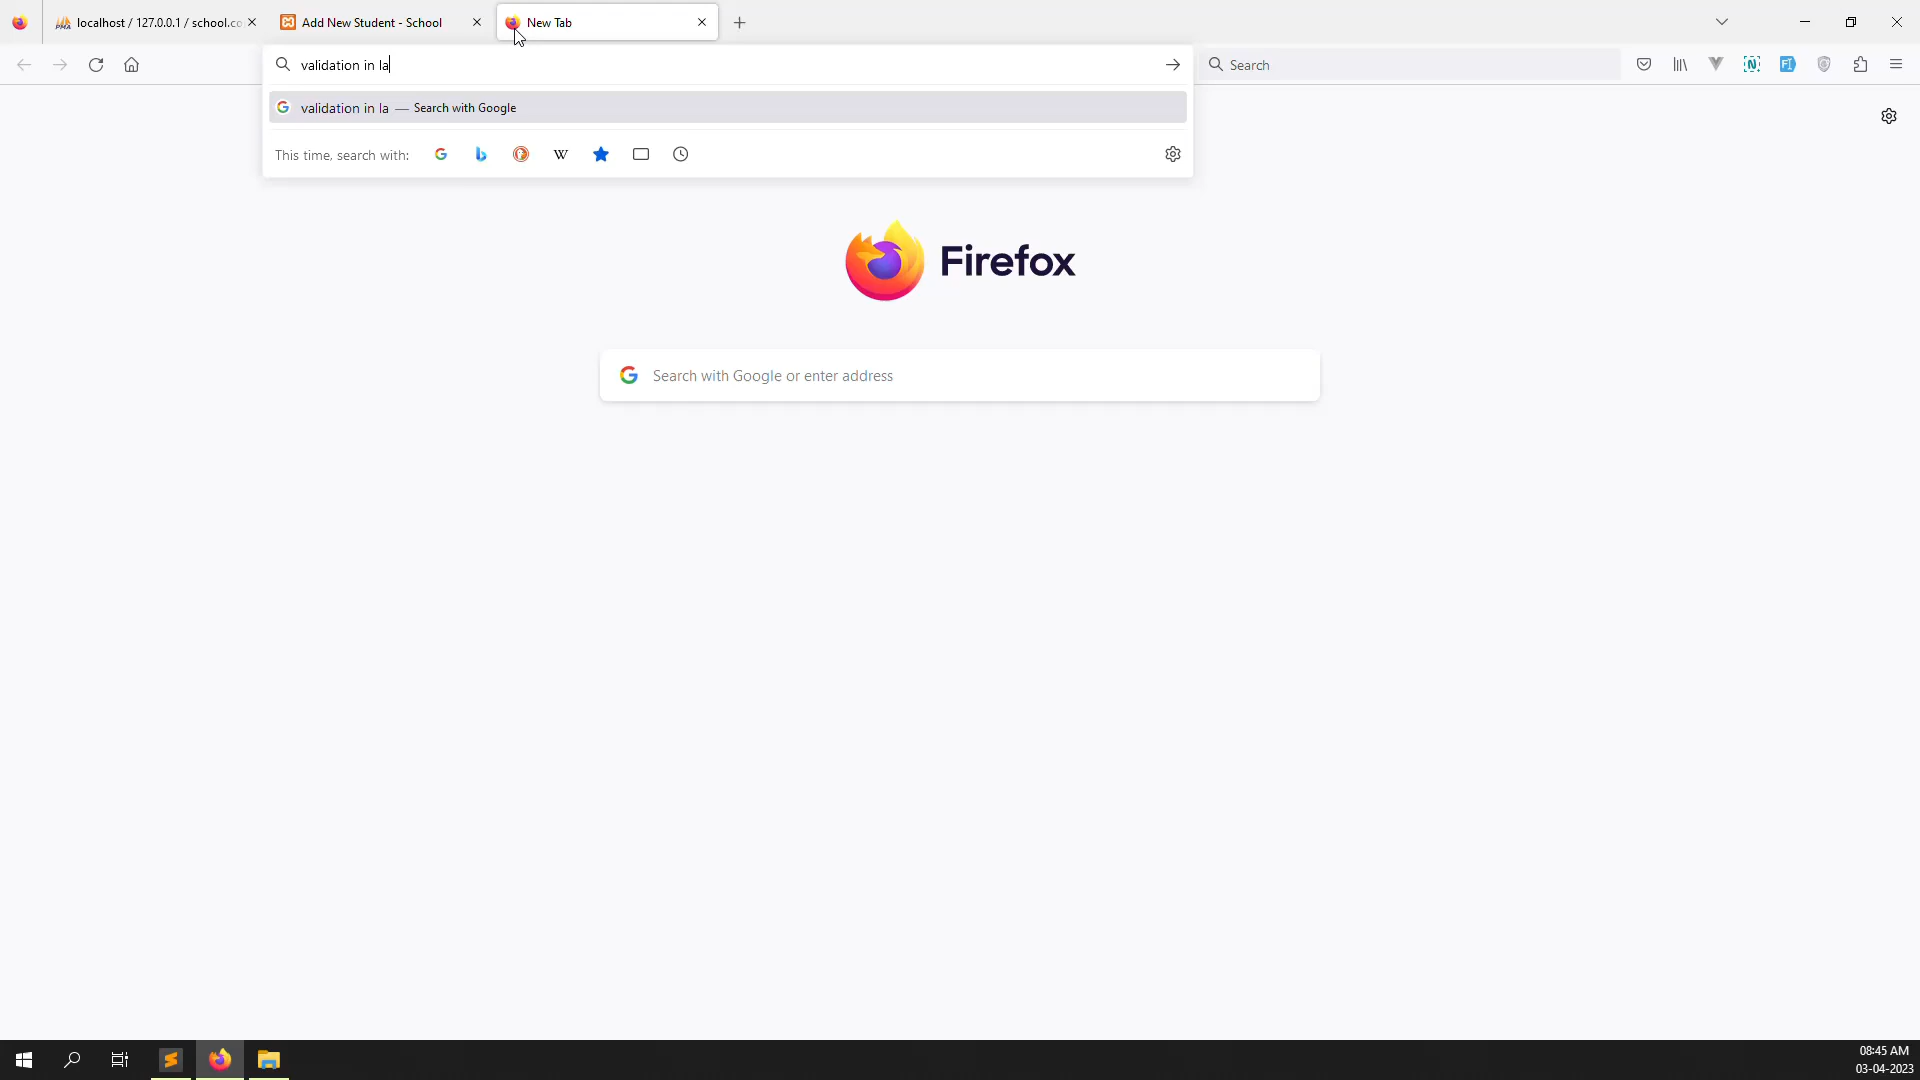 localhost / 127.0.0.1 / school.co
Add New Student - School
New Tab
validation in la
Search
validation in la — Search with Google
This time, search with:
Firefox
Search with Google or enter address
08:45 AM
03-04-2023